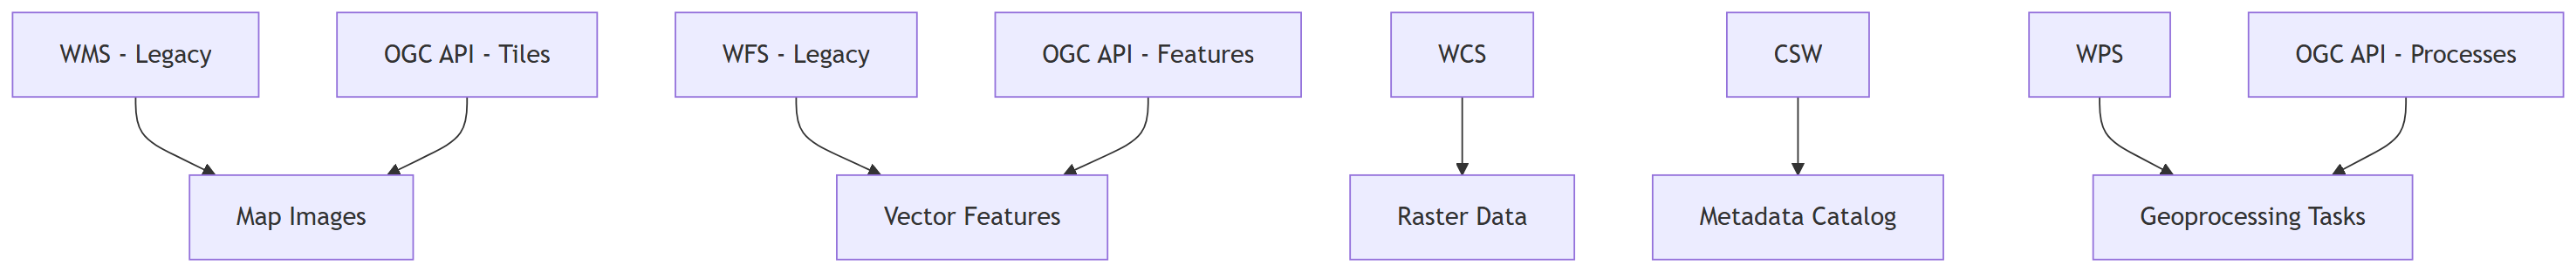 WMS - Legacy
OGC API - Tiles
WFS - Legacy
OGC API - Features
WCS
CSW
WPS
OGC API - Processes
Map Images
Vector Features
Raster Data
Metadata Catalog
Geoprocessing Tasks